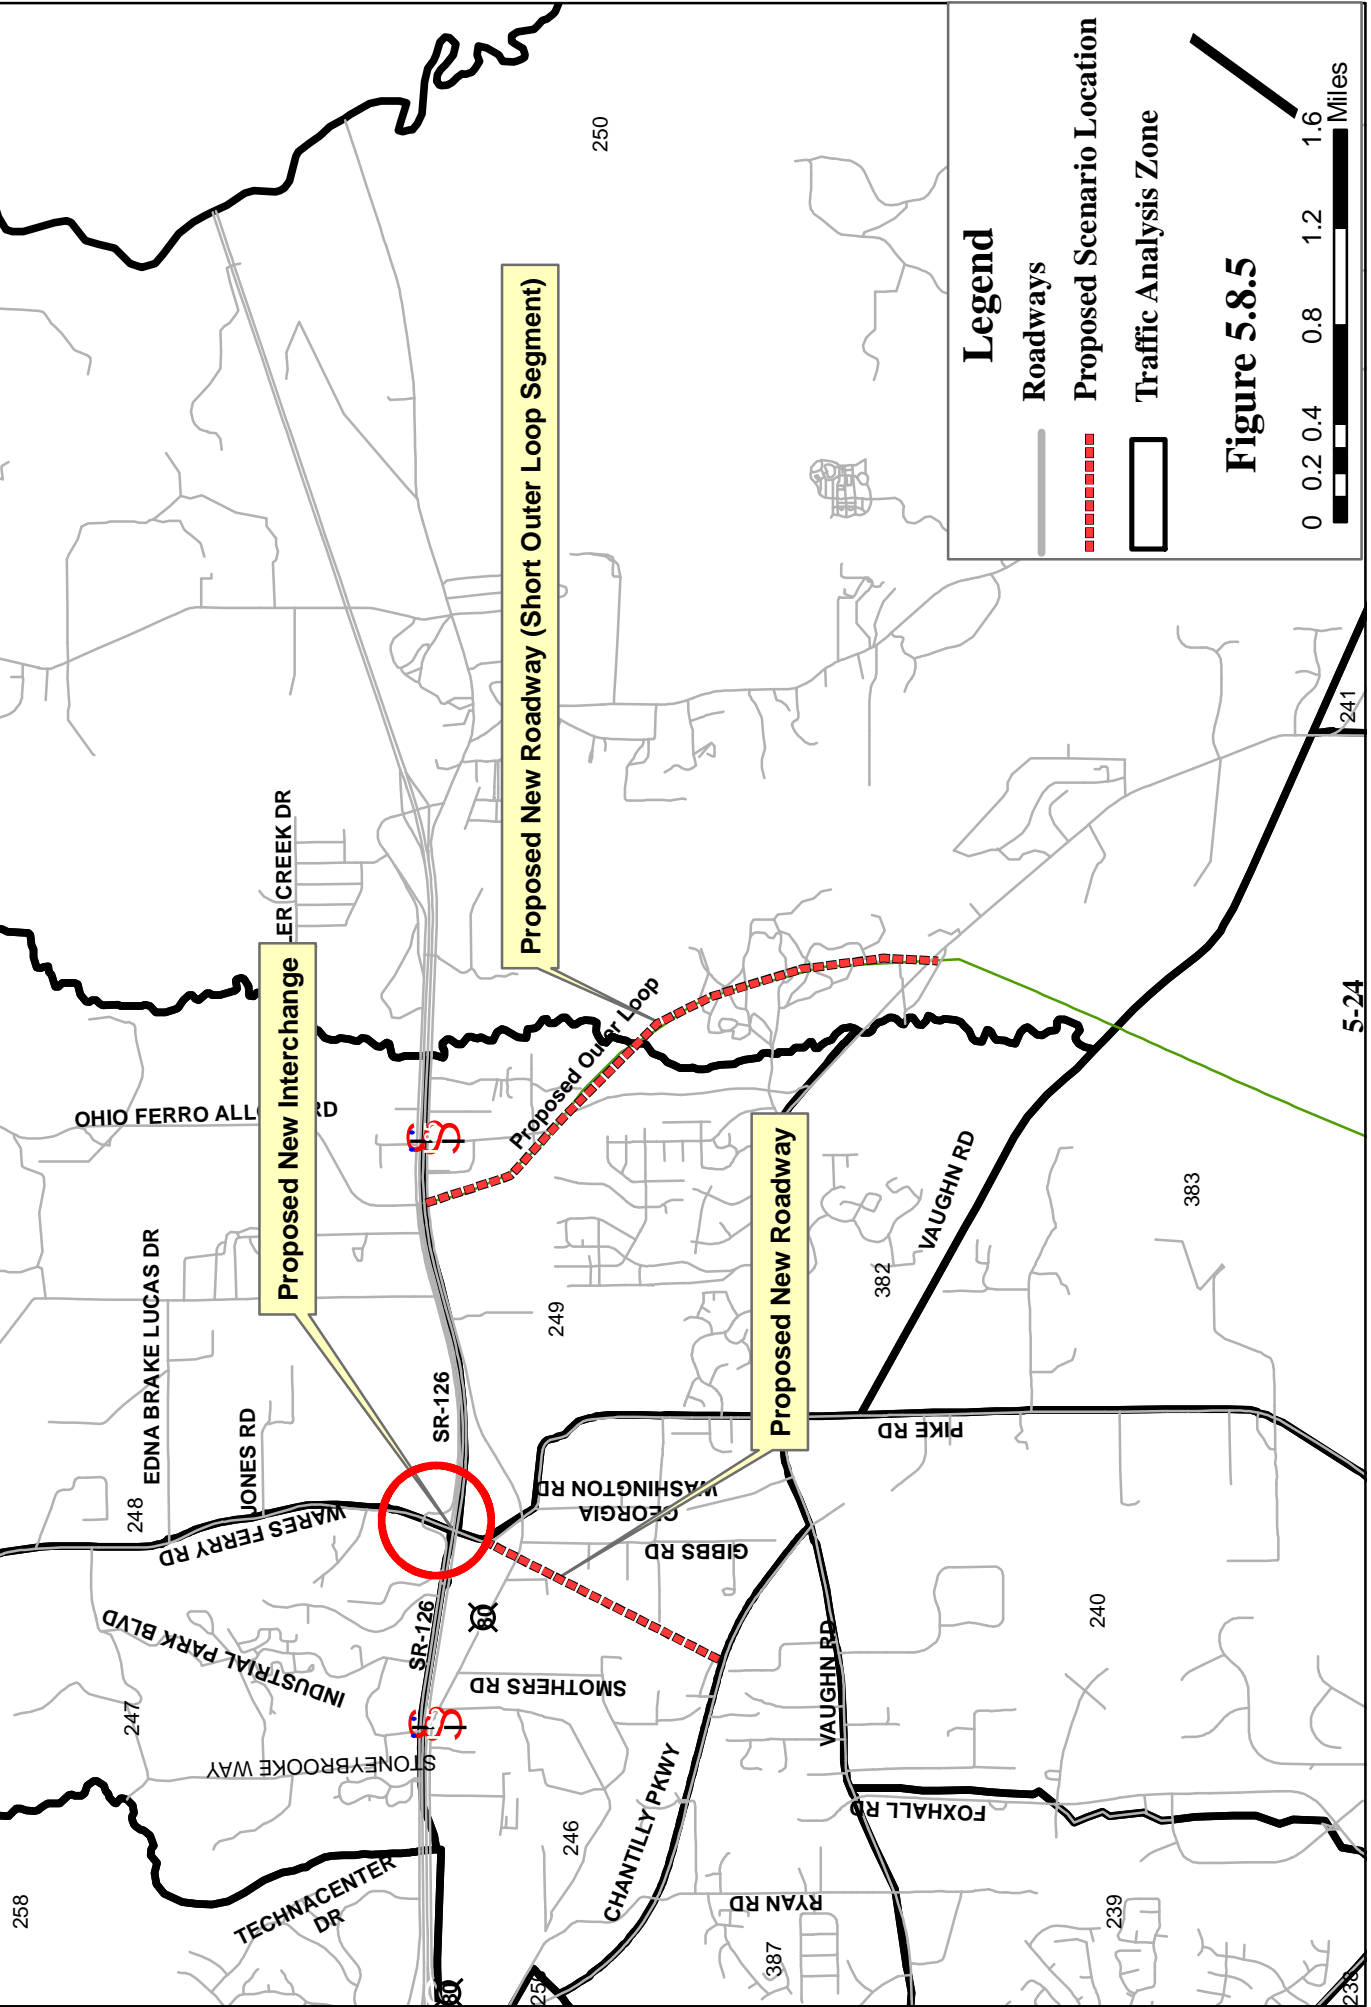 258
TECHNACENTER
DR
247
INDUSTRIAL PARK BLVD
STONEYBROOKE WAY
248
WARES FERRY RD
JONES RD
EDNA BRAKE LUCAS DR
Proposed New Interchange
OHIO FERRO ALL
RD
LER CREEK DR
SR-126
SR-126
80
80
SMOTHERS RD
246
CHANTILLY PKWY
RYAN RD
387
GIBBS RD
GEORGIA
WASHINGTON RD
249
Proposed Outer Loop
Proposed New Roadway (Short Outer Loop Segment)
250
Proposed New Roadway
PIKE RD
382
VAUGHN RD
VAUGHN RD
FOXHALL RD
239
240
383
241
238
Legend
Roadways
Proposed Scenario Location
Traffic Analysis Zone
Figure 5.8.5
0 0.2 0.4 0.8 1.2 1.6
Miles
5-24